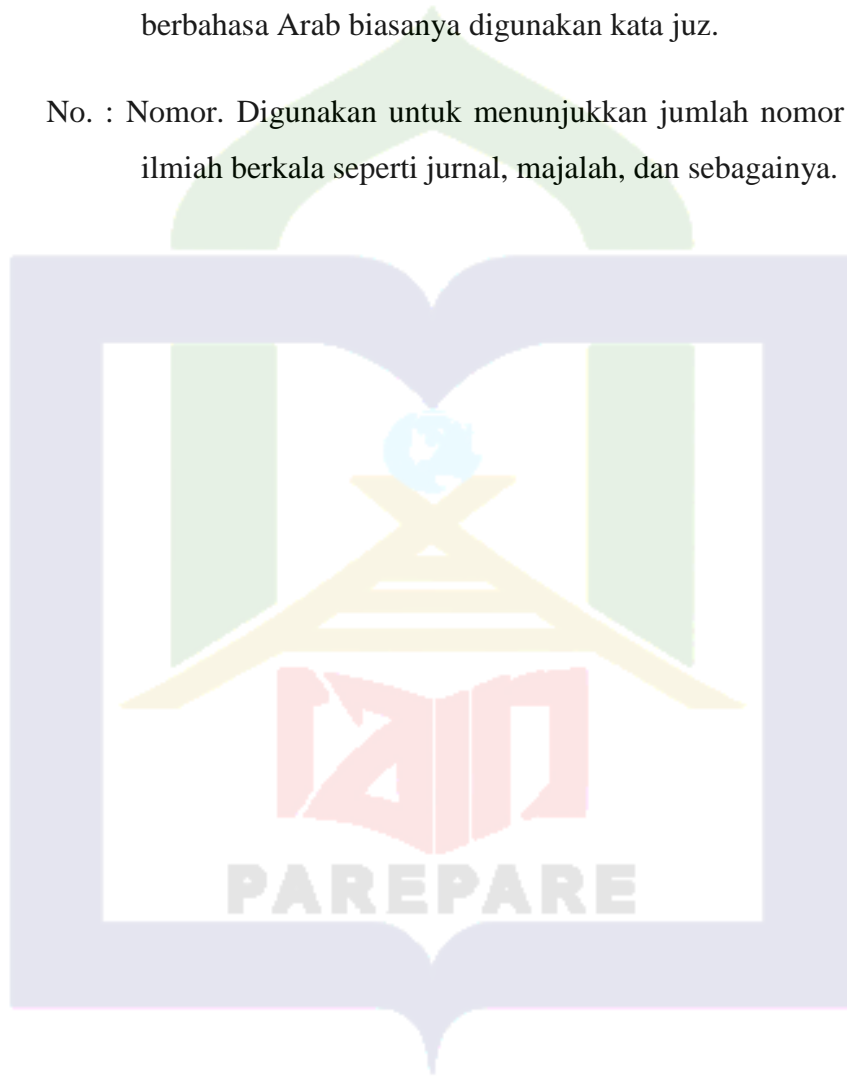 berbahasa Arab biasanya digunakan kata juz.
No. : Nomor. Digunakan untuk menunjukkan jumlah nomor
ilmiah berkala seperti jurnal, majalah, dan sebagainya.
iain
PAREPARE